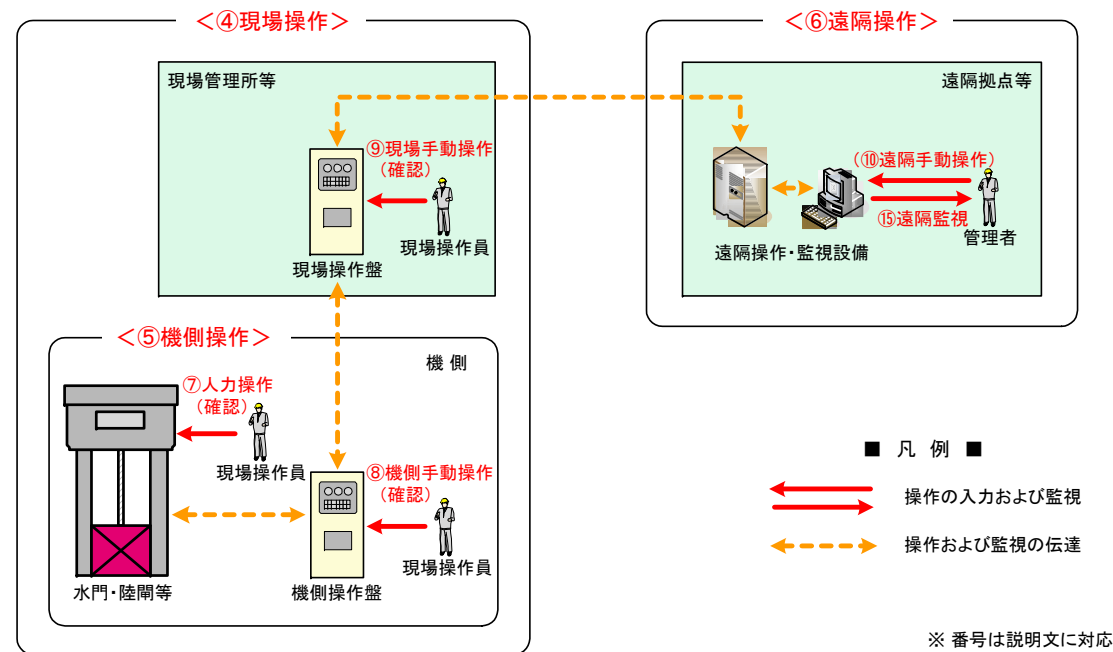 ＜④現場操作＞
現場管理所等
⑨現場手動操作
（確認）
現場操作員
現場操作盤
＜⑤機側操作＞
機 側
⑦人力操作
（確認）
現場操作員
⑧機側手動操作
（確認）
現場操作員
水門・陸閘等
機側操作盤
＜⑥遠隔操作＞
遠隔拠点等
（⑩遠隔手動操作）
⑮遠隔監視
管理者
遠隔操作・監視設備
■ 凡 例 ■
操作の入力および監視
操作および監視の伝達
※ 番号は説明文に対応